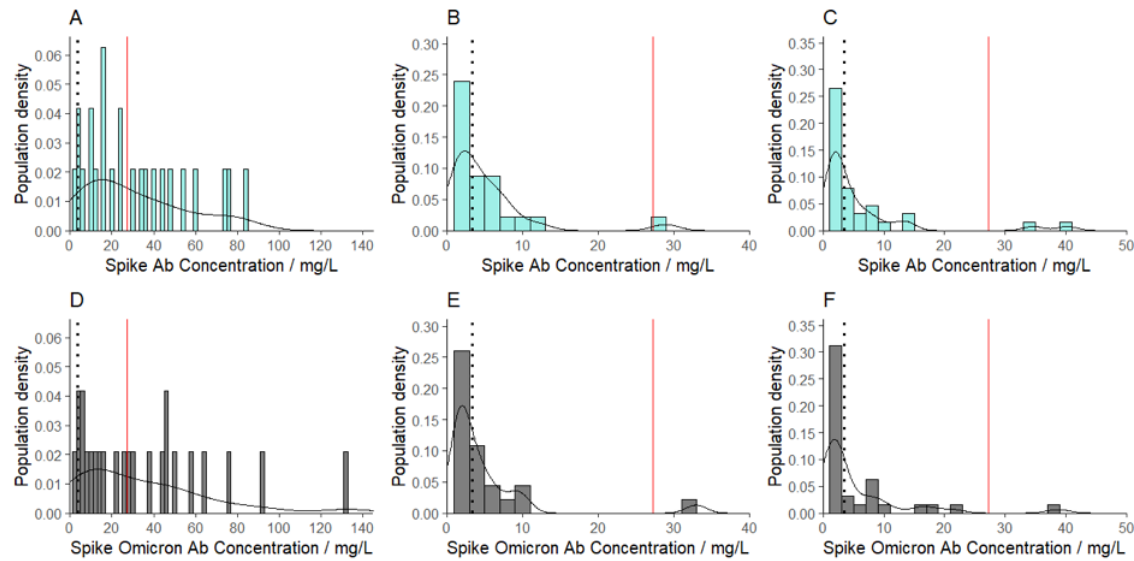 A
Population density
0.06
0.05
0.04
0.03
0.02
0.01
0.00
0 20 40 60 80 100 120 140
Spike Ab Concentration / mg/L
B
Population density
0.30
0.25
0.20
0.15
0.10
0.05
0.00
0 10 20 30 40
Spike Ab Concentration / mg/L
C
Population density
0.35
0.30
0.25
0.20
0.15
0.10
0.05
0.00
0 10 20 30 40 50
Spike Ab Concentration / mg/L
D
Population density
0.06
0.05
0.04
0.03
0.02
0.01
0.00
0 20 40 60 80 100 120 140
Spike Omicron Ab Concentration / mg/L
E
Population density
0.30
0.25
0.20
0.15
0.10
0.05
0.00
0 10 20 30 40
Spike Omicron Ab Concentration / mg/L
F
Population density
0.35
0.30
0.25
0.20
0.15
0.10
0.05
0.00
0 10 20 30 40 50
Spike Omicron Ab Concentration / mg/L